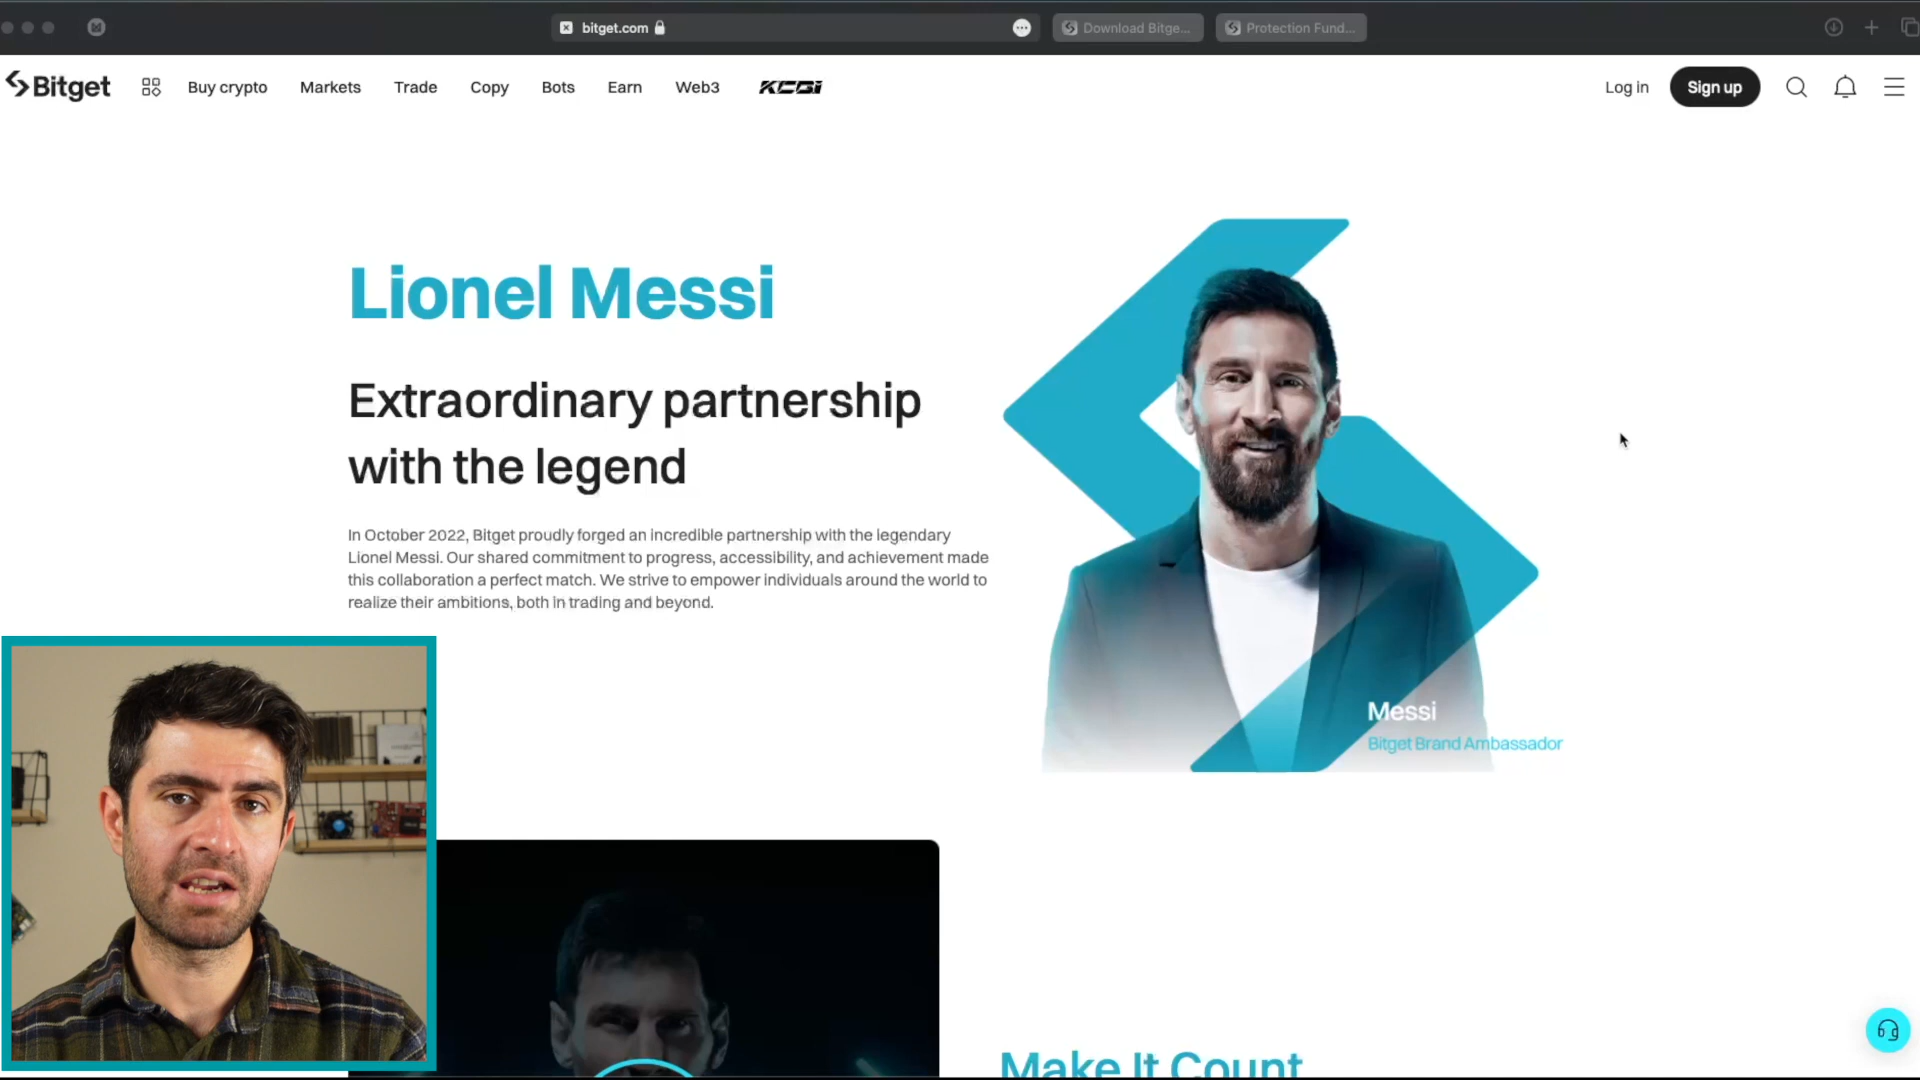 bitget.com
Download Bitge...
Protection Fund...
Bitget
Buy crypto
Markets
Trade
Copy
Bots
Earn
Web3
KCGI
Log in
Sign up
Lionel Messi
Extraordinary partnership
with the legend
In October 2022, Bitget proudly forged an incredible partnership with the legendary
Lionel Messi. Our shared commitment to progress, accessibility, and achievement made
this collaboration a perfect match. We strive to empower individuals around the world to
realize their ambitions, both in trading and beyond.
Messi
Bitget Brand Ambassador
Make It Count